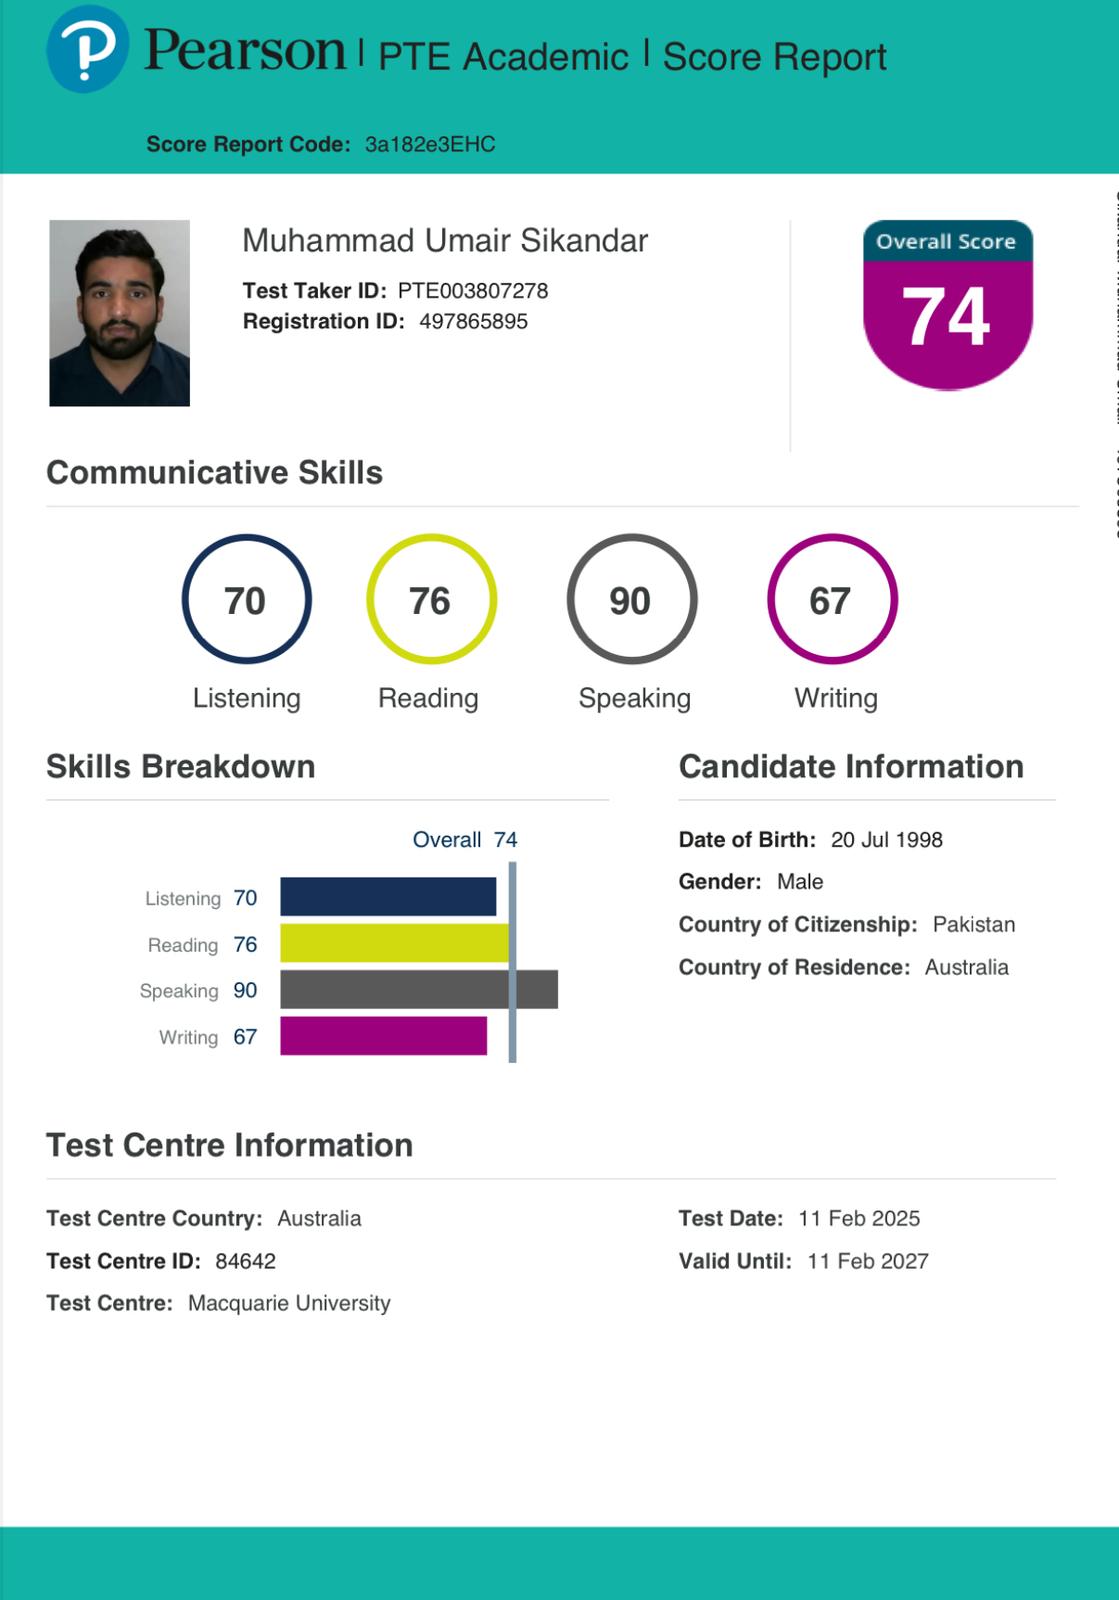 Pearson | PTE Academic | Score Report
Score Report Code: 3a182e3EHC
Muhammad Umair Sikandar
Test Taker ID: PTE003807278
Registration ID: 497865895
Overall Score
74
Communicative Skills
70 76 90 67
Listening Reading Speaking Writing
Skills Breakdown
Overall 74
Listening 70
Reading 76
Speaking 90
Writing 67
Candidate Information
Date of Birth: 20 Jul 1998
Gender: Male
Country of Citizenship: Pakistan
Country of Residence: Australia
Test Centre Information
Test Centre Country: Australia
Test Centre ID: 84642
Test Centre: Macquarie University
Test Date: 11 Feb 2025
Valid Until: 11 Feb 2027